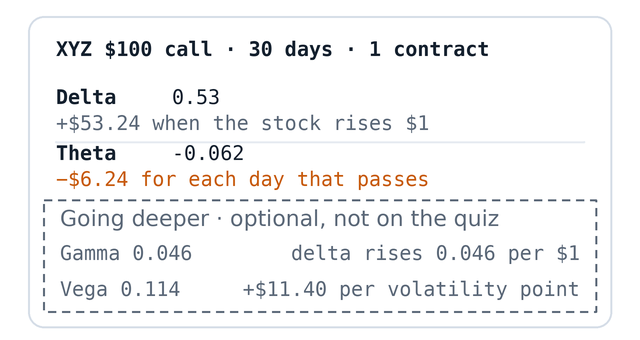 XYZ $100 call · 30 days · 1 contract
Delta 0.53
+$53.24 when the stock rises $1
Theta -0.062
−$6.24 for each day that passes
Going deeper · optional, not on the quiz
Gamma 0.046 delta rises 0.046 per $1
Vega 0.114 +$11.40 per volatility point